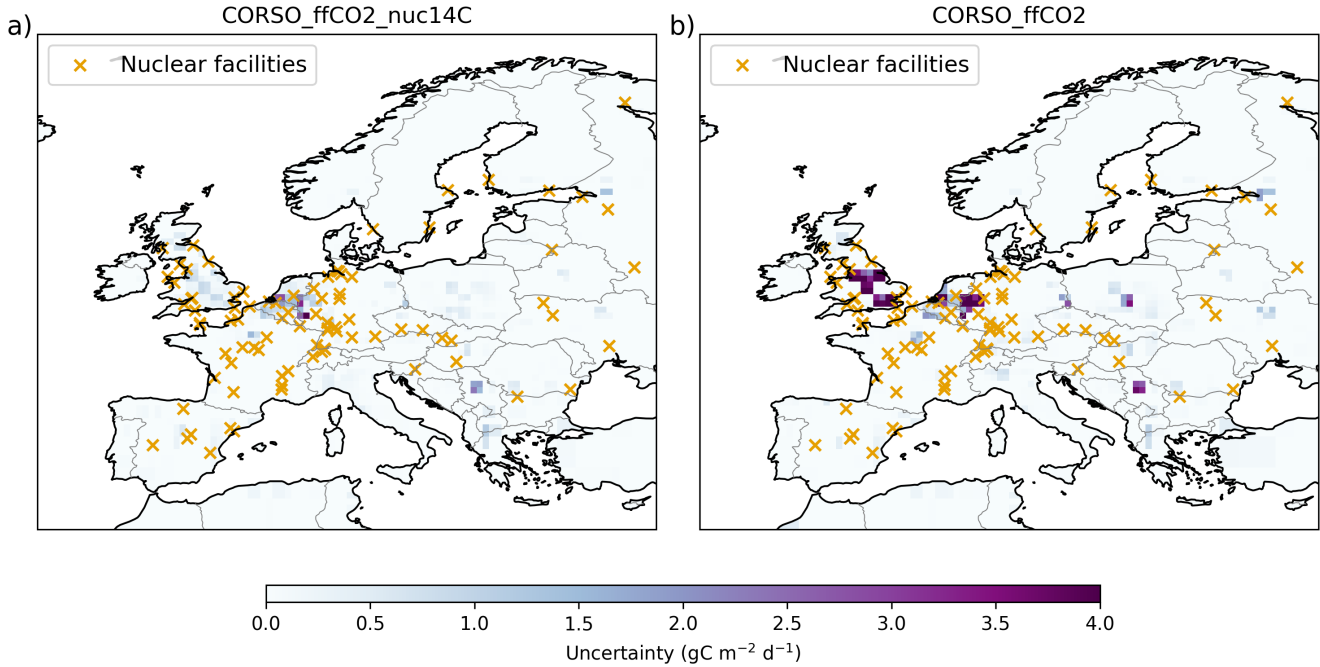 a)
CORSO_ffCO2_nuc14C
Nuclear facilities
b)
CORSO_ffCO2
Nuclear facilities
0.0 0.5 1.0 1.5 2.0 2.5 3.0 3.5 4.0
Uncertainty (gC m⁻² d⁻¹)